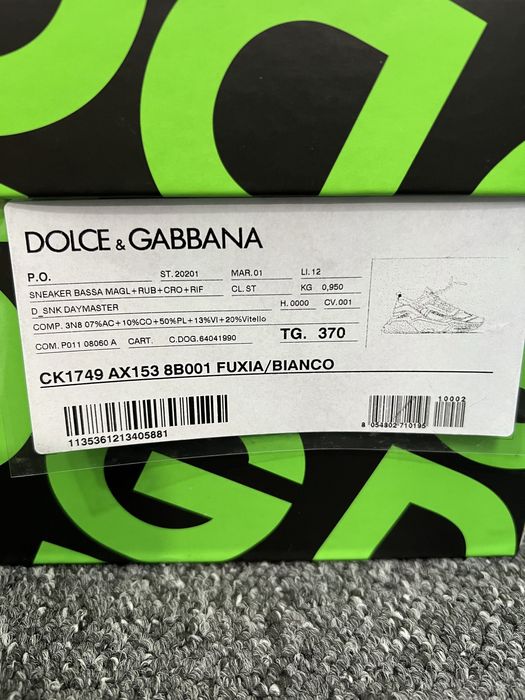 DOLCE & GABBANA
P.O. ST. 20201 MAR. 01 LI. 12
SNEAKER BASSA MAGL+RUB+CRO+RIF CL. ST KG 0,950
D_SNK DAYMASTER H. 0000 CV. 001
COMP. 3N8 07%AC+10%CO+50%PL+13%VI+20%Vitello
COM. P011 08060 A CART. C.DOG. 64041990 TG. 370
CK1749 AX153 8B001 FUXIA/BIANCO
10002
1135361213405881
8 054802 710195